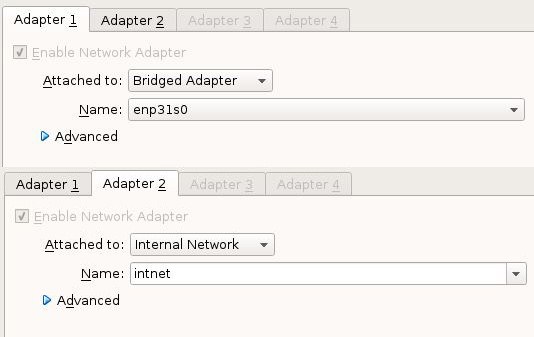 Adapter 1 Adapter 2 Adapter 3 Adapter 4
Enable Network Adapter
Attached to: Bridged Adapter
Name: enp31s0
Advanced
Adapter 1 Adapter 2 Adapter 3 Adapter 4
Enable Network Adapter
Attached to: Internal Network
Name: intnet
Advanced